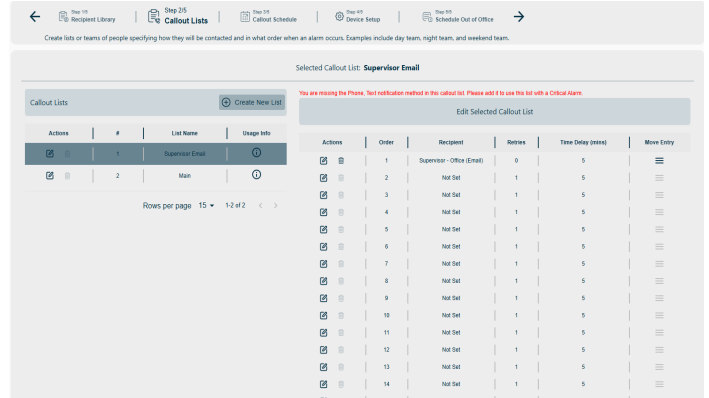 Step 1/5
Recipient Library
Step 2/5
Callout Lists
Step 3/5
Callout Schedule
Step 4/5
Device Setup
Step 5/5
Schedule Out of Office
Create lists or teams of people specifying how they will be contacted and in what order when an alarm occurs. Examples include day team, night team, and weekend team.
Selected Callout List: Supervisor Email
Callout Lists
Create New List
Actions # List Name Usage Info
1 Supervisor Email
2 Main
Rows per page 15 1-2 of 2
You are missing the Phone, Text notification method in this callout list. Please add it to use this list with a Critical Alarm.
Edit Selected Callout List
Actions Order Recipient Retries Time Delay (mins) Move Entry
1 Supervisor - Office (Email) 0 5
2 Not Set 1 5
3 Not Set 1 5
4 Not Set 1 5
5 Not Set 1 5
6 Not Set 1 5
7 Not Set 1 5
8 Not Set 1 5
9 Not Set 1 5
10 Not Set 1 5
11 Not Set 1 5
12 Not Set 1 5
13 Not Set 1 5
14 Not Set 1 5